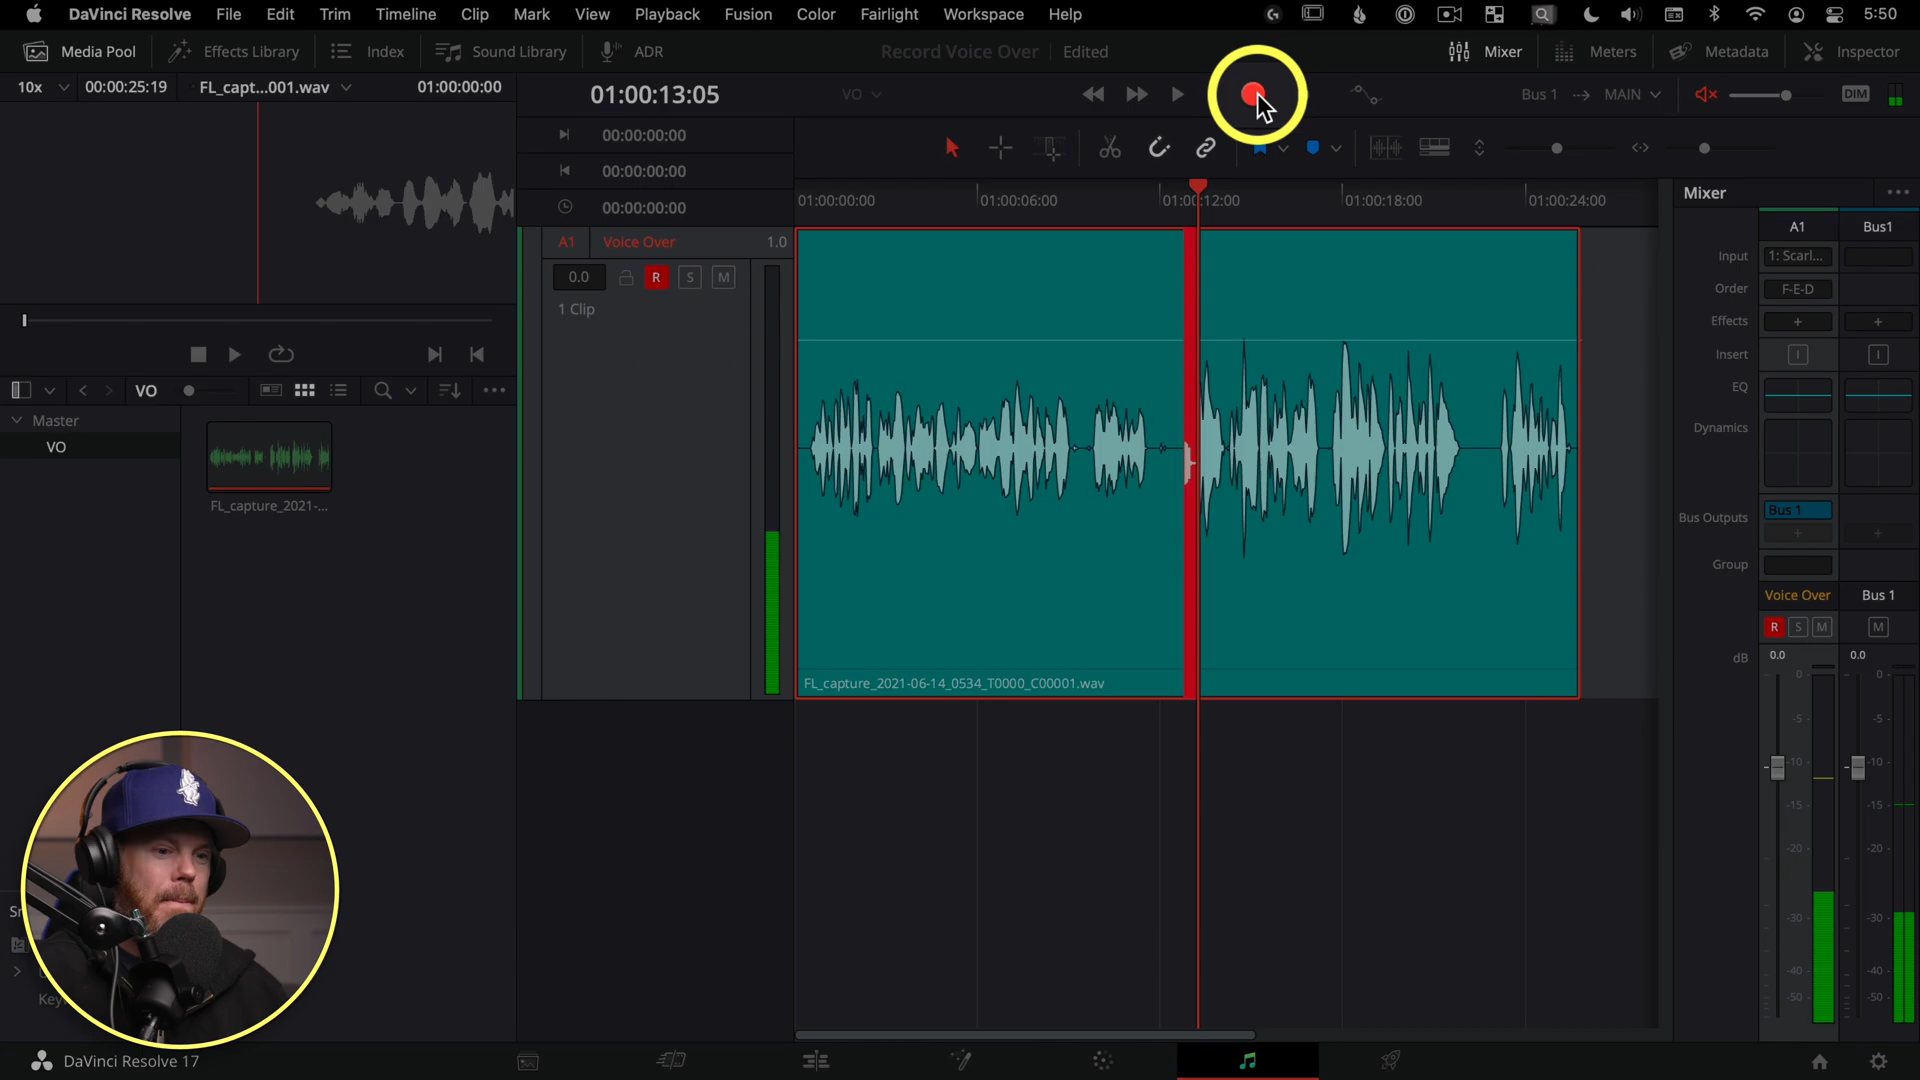 DaVinci Resolve File Edit Trim Timeline Clip Mark View Playback Fusion Color Fairlight Workspace Help 5:50
Media Pool Effects Library Index Sound Library ADR Record Voice Over Edited Mixer Meters Metadata Inspector
10x 00:00:25:19 FL_capt...001.wav 01:00:00:00 01:00:13:05 VO Bus 1 MAIN DIM
00:00:00:00
00:00:00:00
00:00:00:00
01:00:00:00 01:00:06:00 01:00:12:00 01:00:18:00 01:00:24:00
Mixer
A1 Voice Over 1.0
0.0 R S M
1 Clip
FL_capture_2021-06-14_0534_T0000_C00001.wav
VO
Master
VO
FL_capture_2021-...
A1 Bus1
Input 1: Scarl...
Order F-E-D
Effects
Insert I I
EQ
Dynamics
Bus Outputs Bus 1
Group
Voice Over Bus 1
R S M M
dB 0.0 0.0
0 0
-5 -5
-10 -10
-15 -15
-20 -20
-30 -30
-40 -40
-50 -50
DaVinci Resolve 17